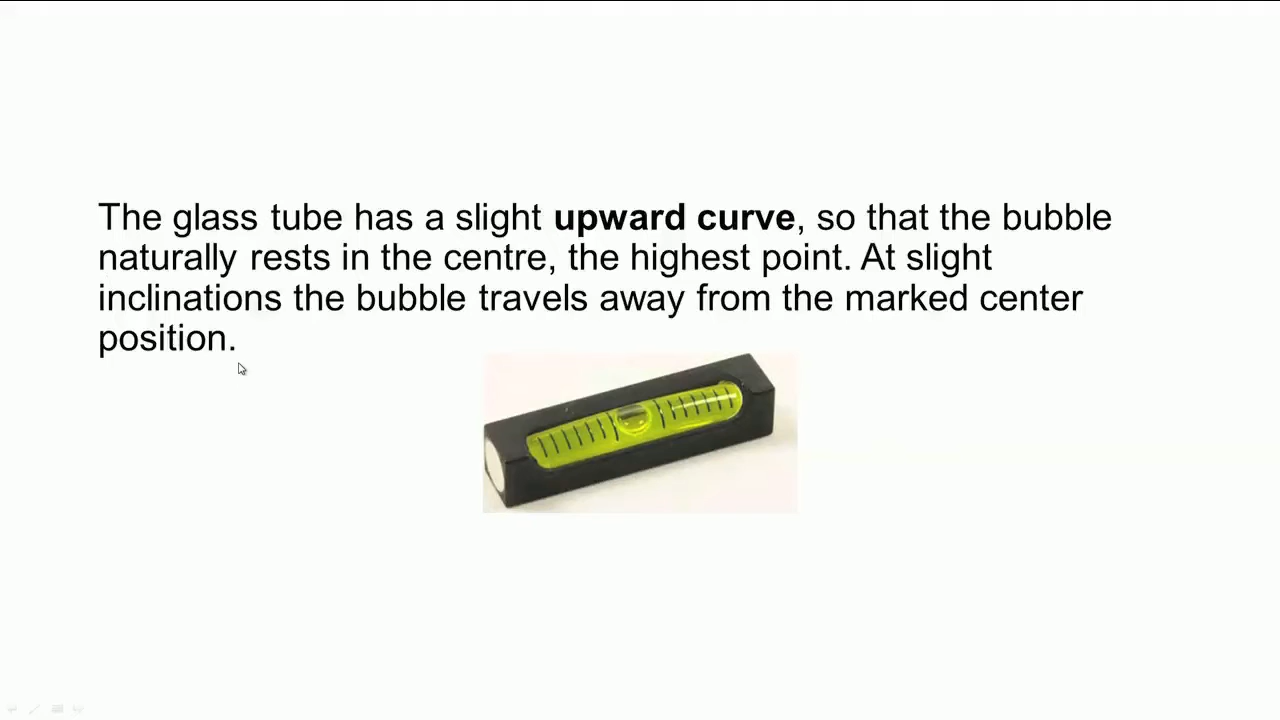 The glass tube has a slight upward curve, so that the bubble
naturally rests in the centre, the highest point. At slight
inclinations the bubble travels away from the marked center
position.